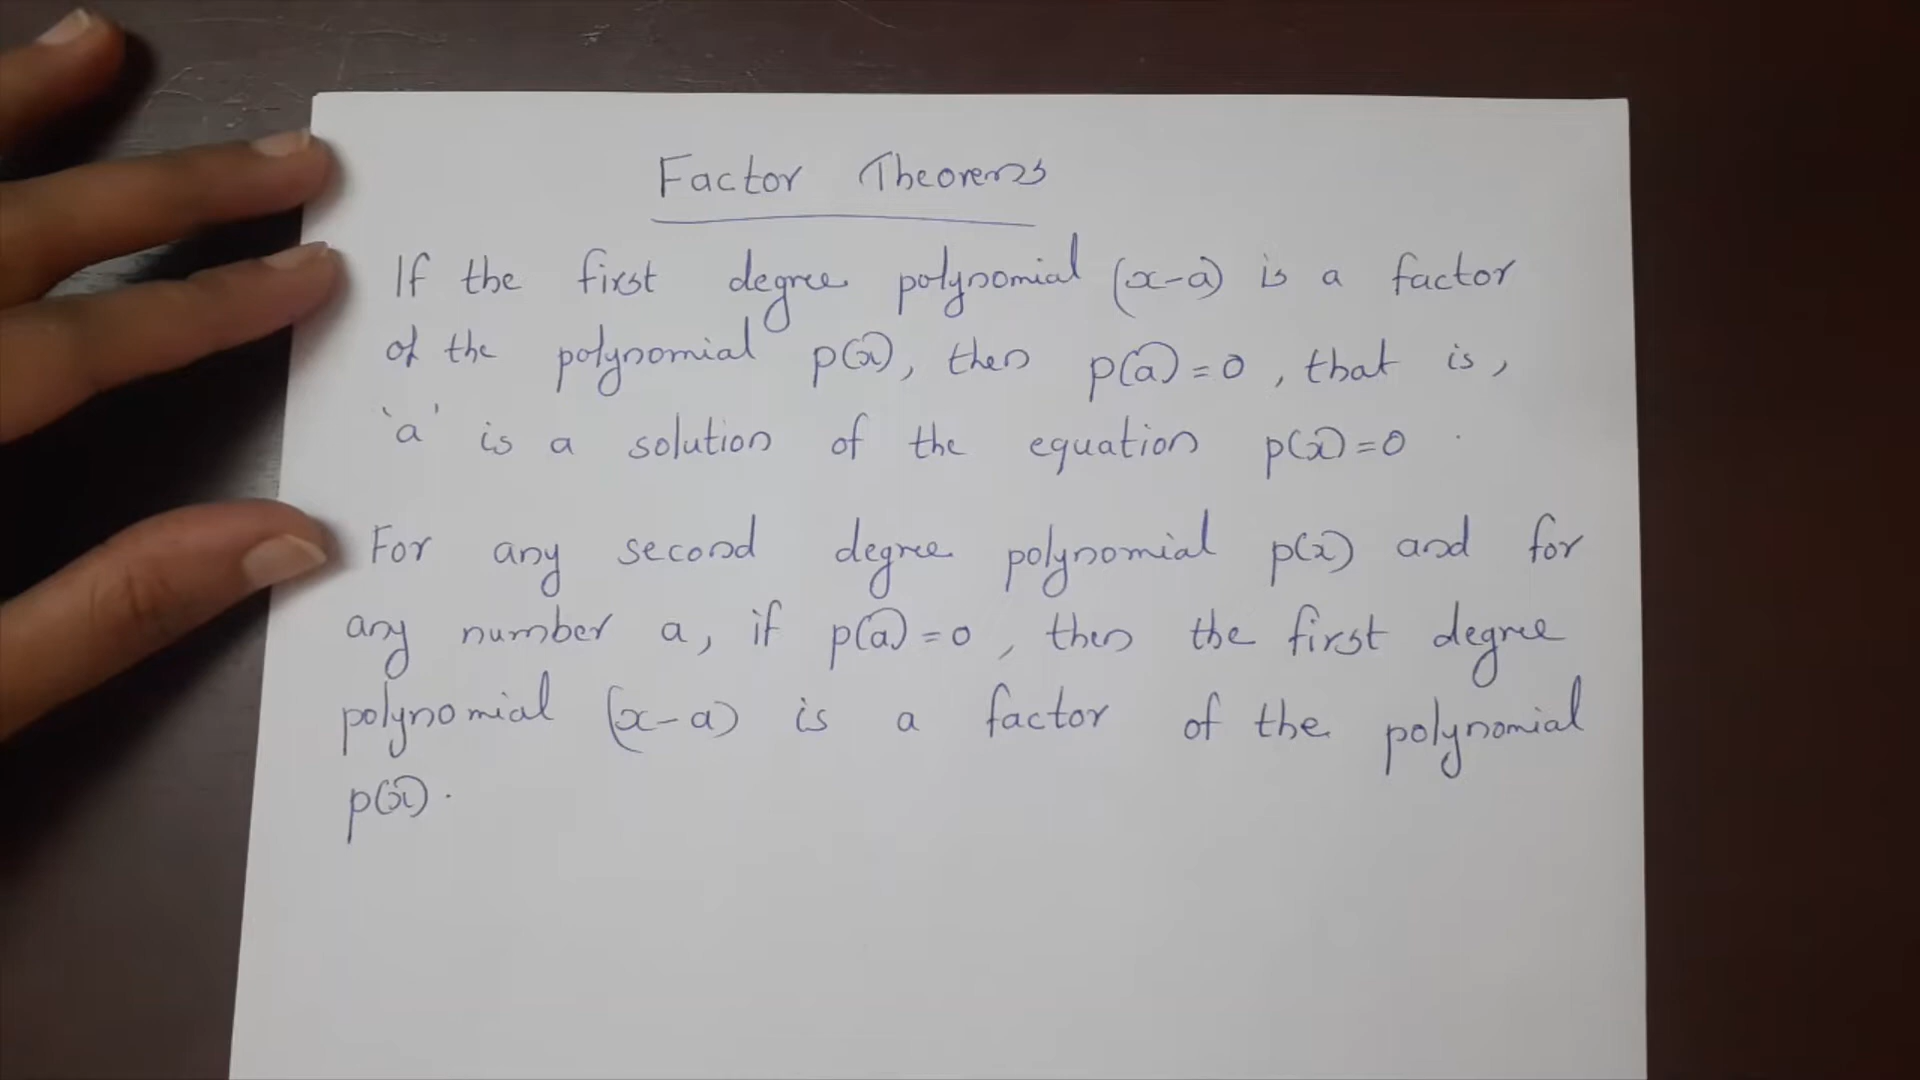 Factor Theorem
If the first degree polynomial (x-a) is a factor
of the polynomial p(x), then p(a)=0, that is,
'a' is a solution of the equation p(x)=0.
For any second degree polynomial p(x) and for
any number a, if p(a)=0, then the first degree
polynomial (x-a) is a factor of the polynomial
p(x).